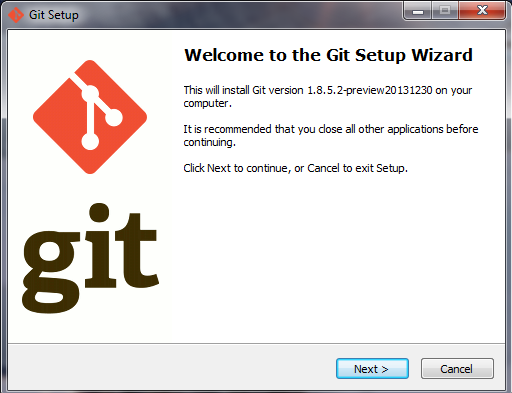 Git Setup
Welcome to the Git Setup Wizard
This will install Git version 1.8.5.2-preview20131230 on your
computer.
It is recommended that you close all other applications before
continuing.
Click Next to continue, or Cancel to exit Setup.
git
Next >
Cancel